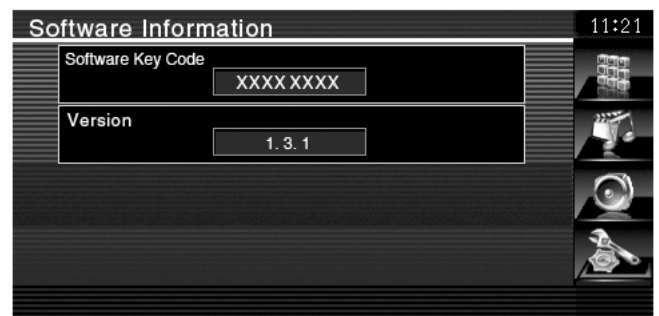 Software Information
11:21
Software Key Code
XXXX XXXX
Version
1.3.1